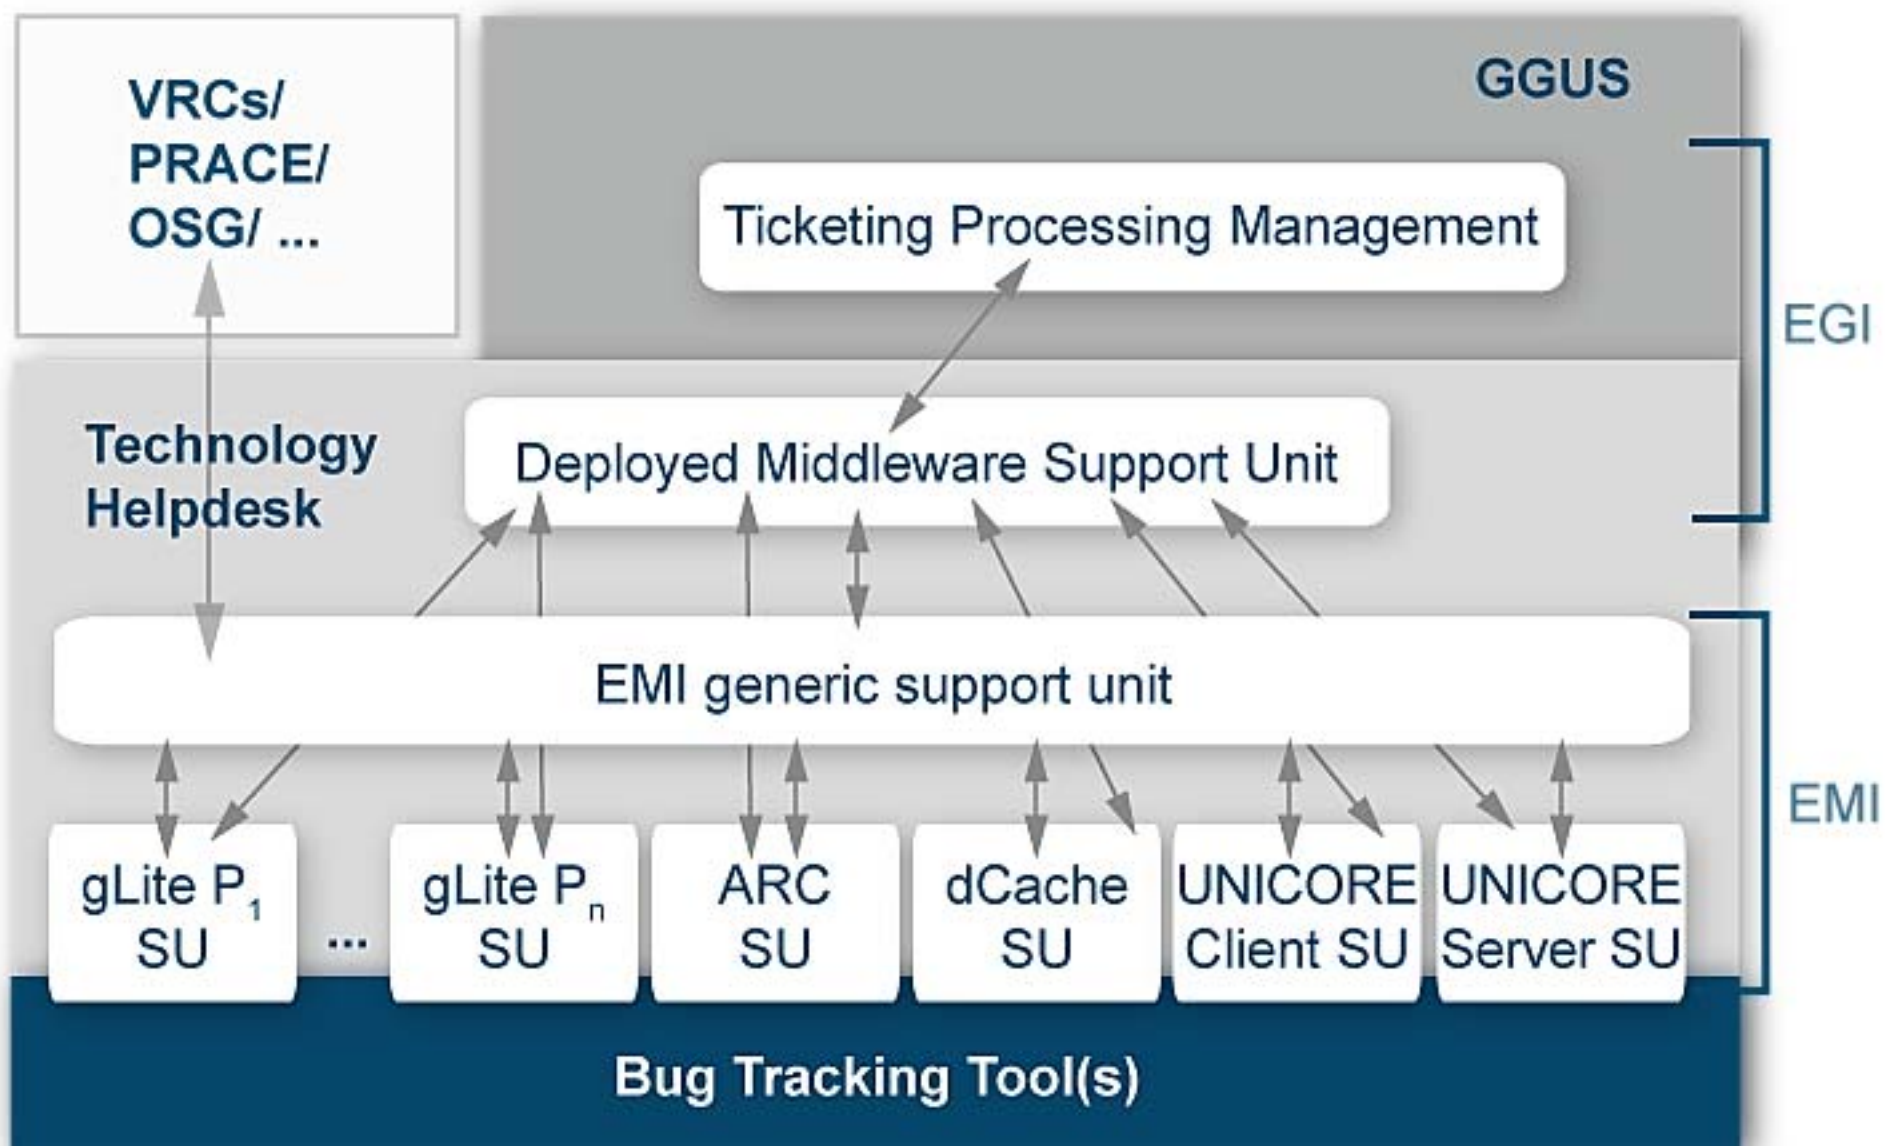 VRCs/
PRACE/
OSG/ ...
GGUS
Ticketing Processing Management
EGI
Technology
Helpdesk
Deployed Middleware Support Unit
EMI generic support unit
EMI
gLite P₁
SU
...
gLite Pₙ
SU
ARC
SU
dCache
SU
UNICORE
Client SU
UNICORE
Server SU
Bug Tracking Tool(s)